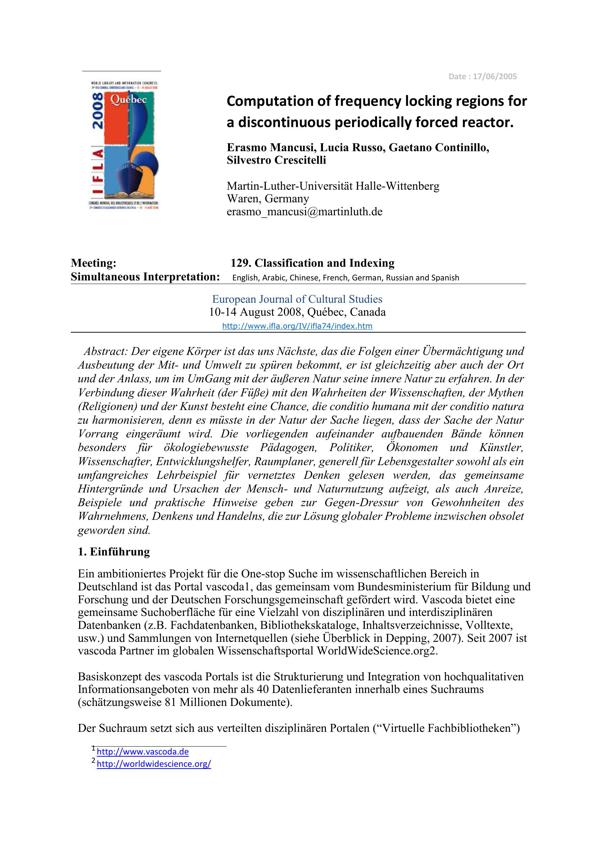 Date : 17/06/2005
WORLD LIBRARY AND INFORMATION CONGRESS:
Québec
IFLA 2008
Computation of frequency locking regions for
a discontinuous periodically forced reactor.
Erasmo Mancusi, Lucia Russo, Gaetano Continillo,
Silvestro Crescitelli
Martin-Luther-Universität Halle-Wittenberg
Waren, Germany
erasmo_mancusi@martinluth.de
Meeting: 129. Classification and Indexing
Simultaneous Interpretation: English, Arabic, Chinese, French, German, Russian and Spanish
European Journal of Cultural Studies
10-14 August 2008, Québec, Canada
http://www.ifla.org/IV/ifla74/index.htm
Abstract: Der eigene Körper ist das uns Nächste, das die Folgen einer Übermächtigung und
Ausbeutung der Mit- und Umwelt zu spüren bekommt, er ist gleichzeitig aber auch der Ort
und der Anlass, um im UmGang mit der äußeren Natur seine innere Natur zu erfahren. In der
Verbindung dieser Wahrheit (der Füße) mit den Wahrheiten der Wissenschaften, der Mythen
(Religionen) und der Kunst besteht eine Chance, die conditio humana mit der conditio natura
zu harmonisieren, denn es müsste in der Natur der Sache liegen, dass der Sache der Natur
Vorrang eingeräumt wird. Die vorliegenden aufeinander aufbauenden Bände können
besonders für ökologiebewusste Pädagogen, Politiker, Ökonomen und Künstler,
Wissenschafter, Entwicklungshelfer, Raumplaner, generell für Lebensgestalter sowohl als ein
umfangreiches Lehrbeispiel für vernetztes Denken gelesen werden, das gemeinsame
Hintergründe und Ursachen der Mensch- und Naturnutzung aufzeigt, als auch Anreize,
Beispiele und praktische Hinweise geben zur Gegen-Dressur von Gewohnheiten des
Wahrnehmens, Denkens und Handelns, die zur Lösung globaler Probleme inzwischen obsolet
geworden sind.
1. Einführung
Ein ambitioniertes Projekt für die One-stop Suche im wissenschaftlichen Bereich in
Deutschland ist das Portal vascoda1, das gemeinsam vom Bundesministerium für Bildung und
Forschung und der Deutschen Forschungsgemeinschaft gefördert wird. Vascoda bietet eine
gemeinsame Suchoberfläche für eine Vielzahl von disziplinären und interdisziplinären
Datenbanken (z.B. Fachdatenbanken, Bibliothekskataloge, Inhaltsverzeichnisse, Volltexte,
usw.) und Sammlungen von Internetquellen (siehe Überblick in Depping, 2007). Seit 2007 ist
vascoda Partner im globalen Wissenschaftsportal WorldWideScience.org2.
Basiskonzept des vascoda Portals ist die Strukturierung und Integration von hochqualitativen
Informationsangeboten von mehr als 40 Datenlieferanten innerhalb eines Suchraums
(schätzungsweise 81 Millionen Dokumente).
Der Suchraum setzt sich aus verteilten disziplinären Portalen (“Virtuelle Fachbibliotheken”)
1 http://www.vascoda.de
2 http://worldwidescience.org/